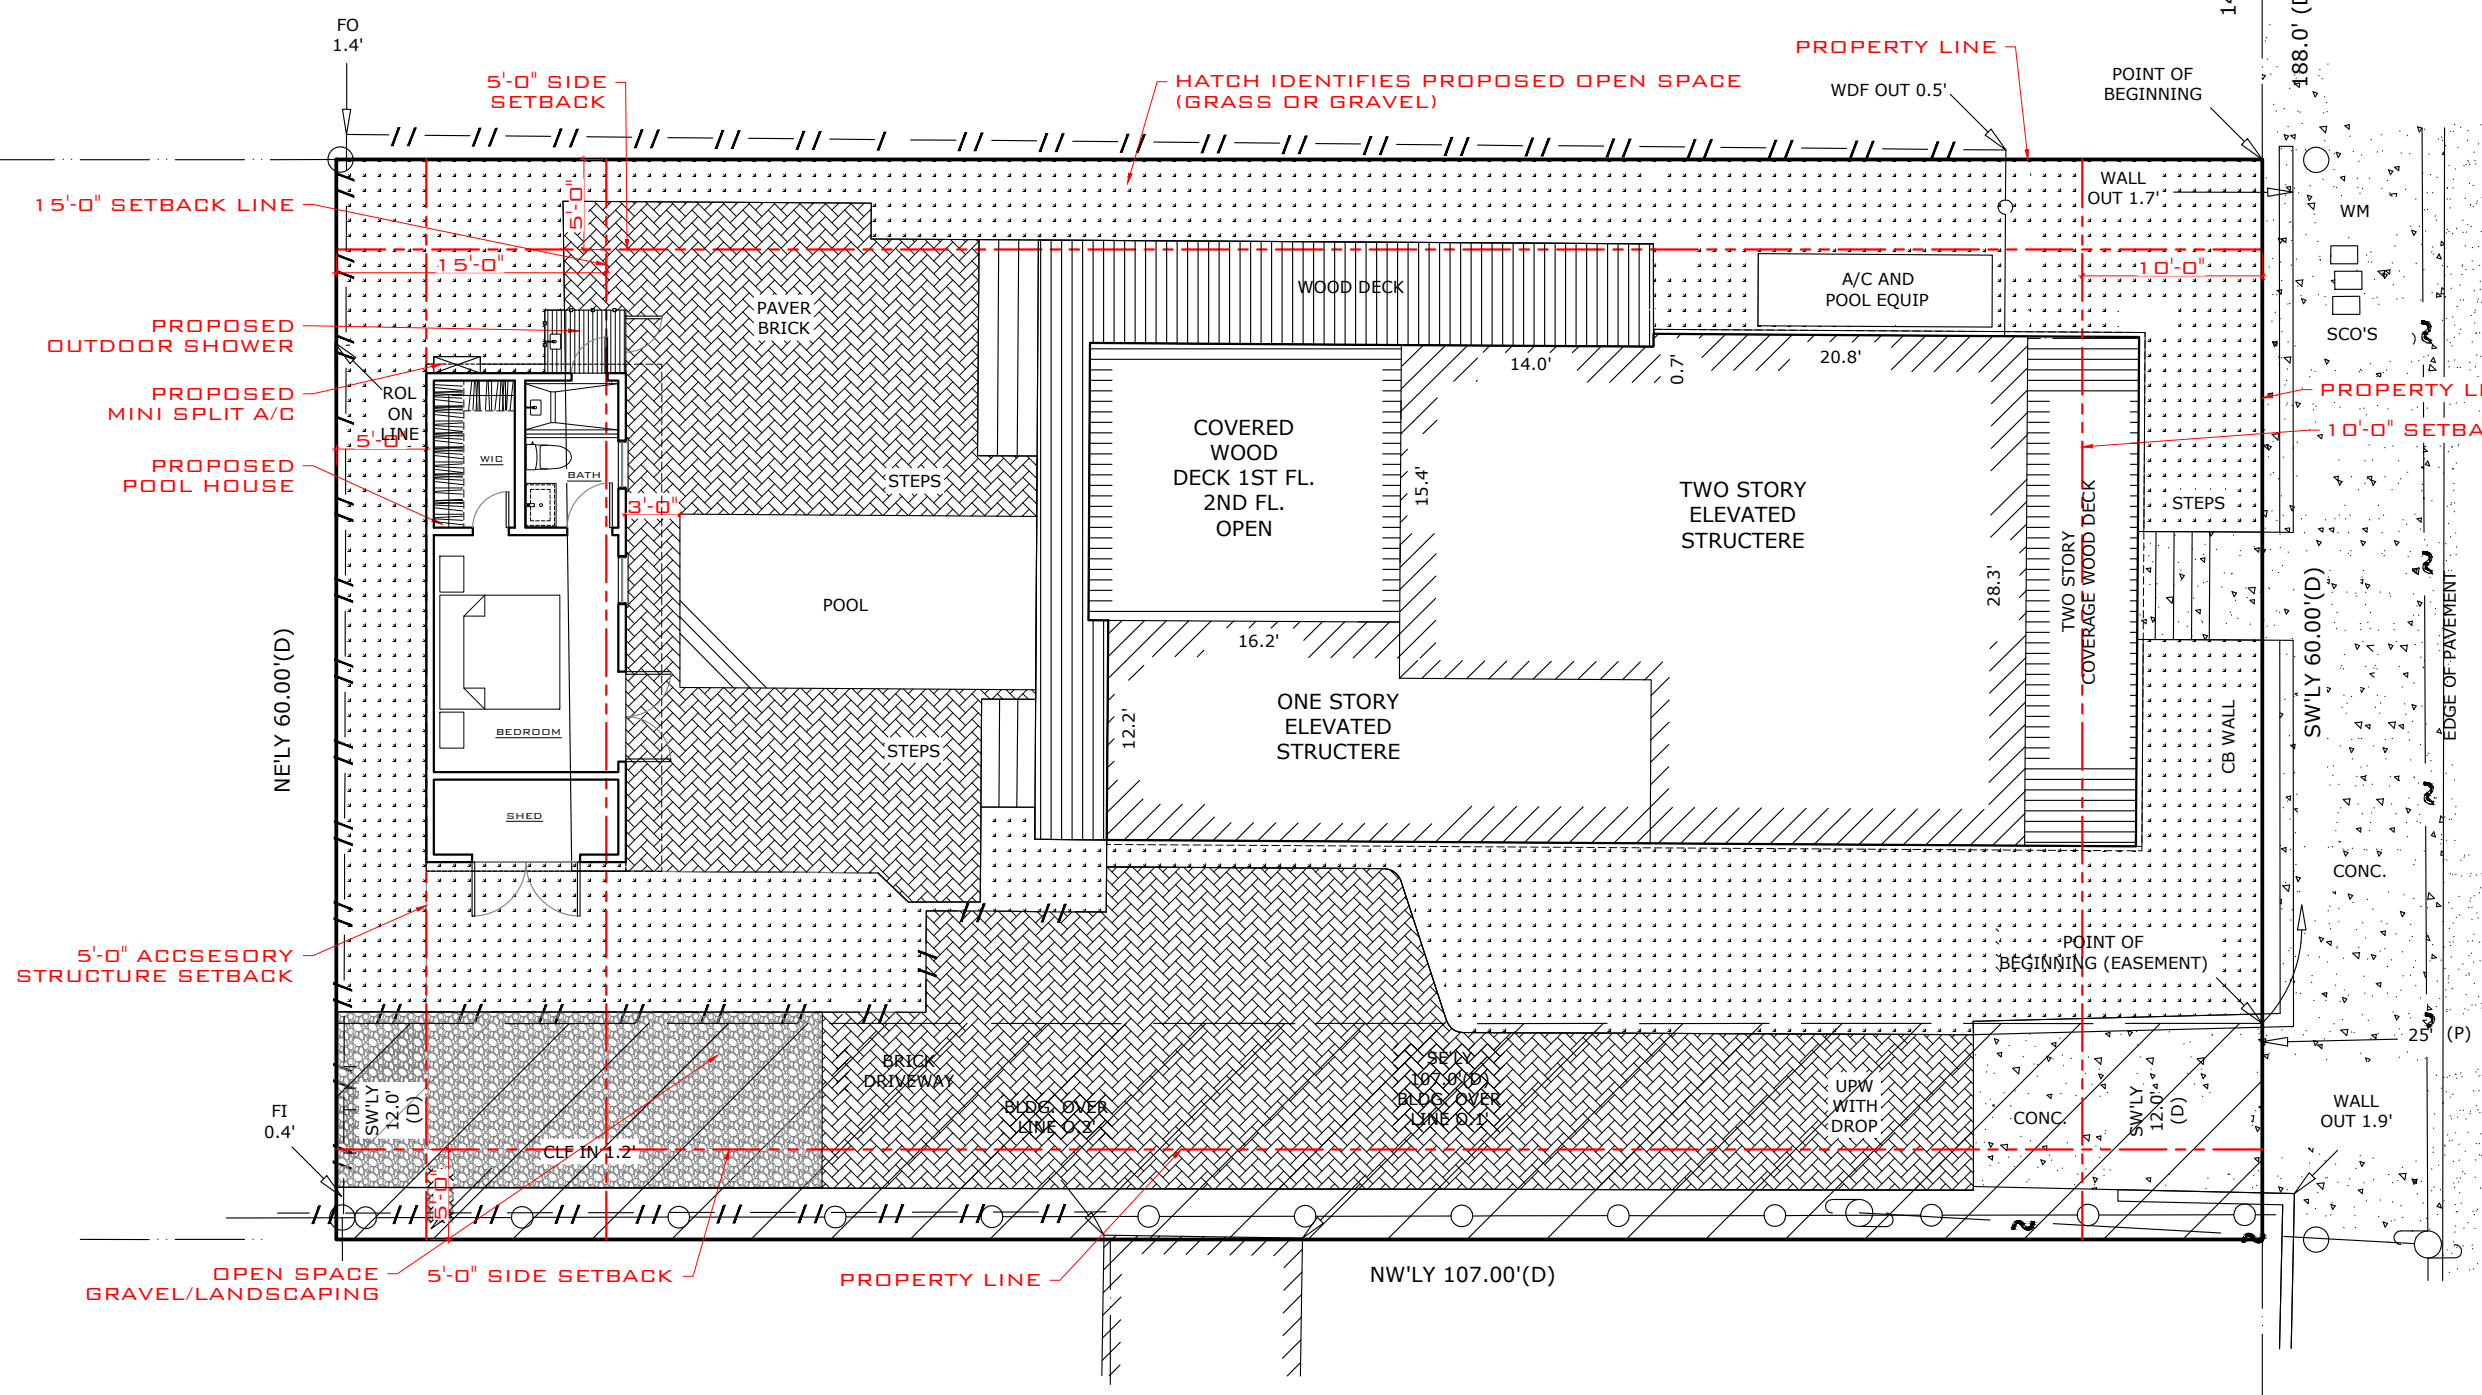 FO
1.4'
5'-0" SIDE
SETBACK
HATCH IDENTIFIES PROPOSED OPEN SPACE
(GRASS OR GRAVEL)
PROPERTY LINE
WDF OUT 0.5'
POINT OF
BEGINNING
188.0' (D
14
15'-0" SETBACK LINE
5'-0"
15'-0"
WALL
OUT 1.7'
WM
10'-0"
A/C AND
POOL EQUIP
WOOD DECK
PAVER
BRICK
PROPOSED
OUTDOOR SHOWER
SCO'S
14.0'
0.7'
20.8'
PROPOSED
MINI SPLIT A/C
ROL
ON
LINE
5'-0"
PROPERTY LI
10'-0" SETBA
COVERED
WOOD
DECK 1ST FL.
2ND FL.
OPEN
PROPOSED
POOL HOUSE
WIC
BATH
STEPS
15.4'
TWO STORY
ELEVATED
STRUCTERE
3'-0"
STEPS
TWO STORY
COVERAGE WOOD DECK
28.3'
POOL
16.2'
NE'LY 60.00'(D)
SW'LY 60.00'(D)
EDGE OF PAVEMENT
ONE STORY
ELEVATED
STRUCTERE
12.2'
BEDROOM
STEPS
CB WALL
SHED
CONC.
5'-0" ACCSESORY
STRUCTURE SETBACK
POINT OF
BEGINNING (EASEMENT)
25' (P)
BRICK
DRIVEWAY
SE'LY
107.0'(D)
BLDG. OVER
LINE 0.1'
BLDG. OVER
LINE 0.2'
UPW
WITH
DROP
CONC.
SW'LY
12.0'
(D)
SW'LY
12.0'
(D)
FI
0.4'
WALL
OUT 1.9'
CLF IN 1.2'
5'-0"
OPEN SPACE
GRAVEL/LANDSCAPING
5'-0" SIDE SETBACK
PROPERTY LINE
NW'LY 107.00'(D)